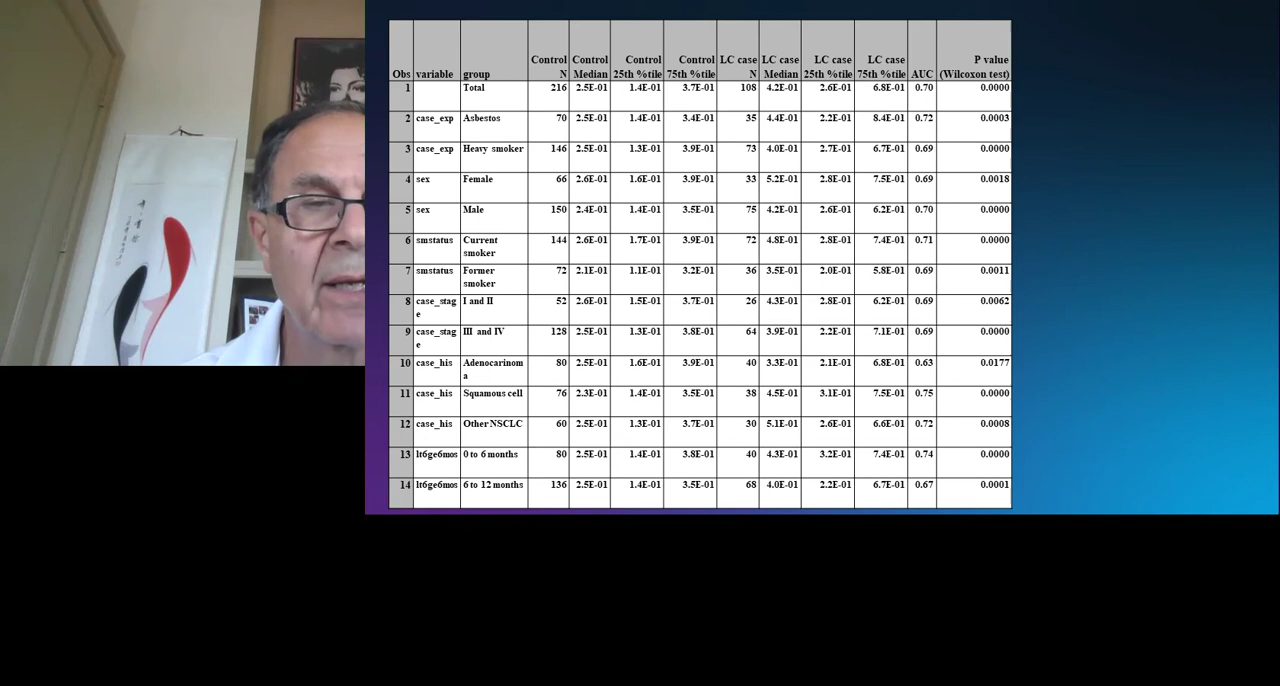 Obs variable group Control N Control Median Control 25th %tile Control 75th %tile LC case N LC case Median LC case 25th %tile LC case 75th %tile AUC P value (Wilcoxon test)
1 Total 216 2.5E-01 1.4E-01 3.7E-01 108 4.2E-01 2.6E-01 6.8E-01 0.70 0.0000
2 case_exp Asbestos 70 2.5E-01 1.4E-01 3.4E-01 35 4.4E-01 2.2E-01 8.4E-01 0.72 0.0003
3 case_exp Heavy smoker 146 2.5E-01 1.3E-01 3.9E-01 73 4.0E-01 2.7E-01 6.7E-01 0.69 0.0000
4 sex Female 66 2.6E-01 1.6E-01 3.9E-01 33 5.2E-01 2.8E-01 7.5E-01 0.69 0.0018
5 sex Male 150 2.4E-01 1.4E-01 3.5E-01 75 4.2E-01 2.6E-01 6.2E-01 0.70 0.0000
6 smstatus Current smoker 144 2.6E-01 1.7E-01 3.9E-01 72 4.8E-01 2.8E-01 7.4E-01 0.71 0.0000
7 smstatus Former smoker 72 2.1E-01 1.1E-01 3.2E-01 36 3.5E-01 2.0E-01 5.8E-01 0.69 0.0011
8 case_stage I and II 52 2.6E-01 1.5E-01 3.7E-01 26 4.3E-01 2.8E-01 6.2E-01 0.69 0.0062
9 case_stage III and IV 128 2.5E-01 1.3E-01 3.8E-01 64 3.9E-01 2.2E-01 7.1E-01 0.69 0.0000
10 case_his Adenocarinoma 80 2.5E-01 1.6E-01 3.9E-01 40 3.3E-01 2.1E-01 6.8E-01 0.63 0.0177
11 case_his Squamous cell 76 2.3E-01 1.4E-01 3.5E-01 38 4.5E-01 3.1E-01 7.5E-01 0.75 0.0000
12 case_his Other NSCLC 60 2.5E-01 1.3E-01 3.7E-01 30 5.1E-01 2.6E-01 6.6E-01 0.72 0.0008
13 lt6ge6mos 0 to 6 months 80 2.5E-01 1.4E-01 3.8E-01 40 4.3E-01 3.2E-01 7.4E-01 0.74 0.0000
14 lt6ge6mos 6 to 12 months 136 2.5E-01 1.4E-01 3.5E-01 68 4.0E-01 2.2E-01 6.7E-01 0.67 0.0001